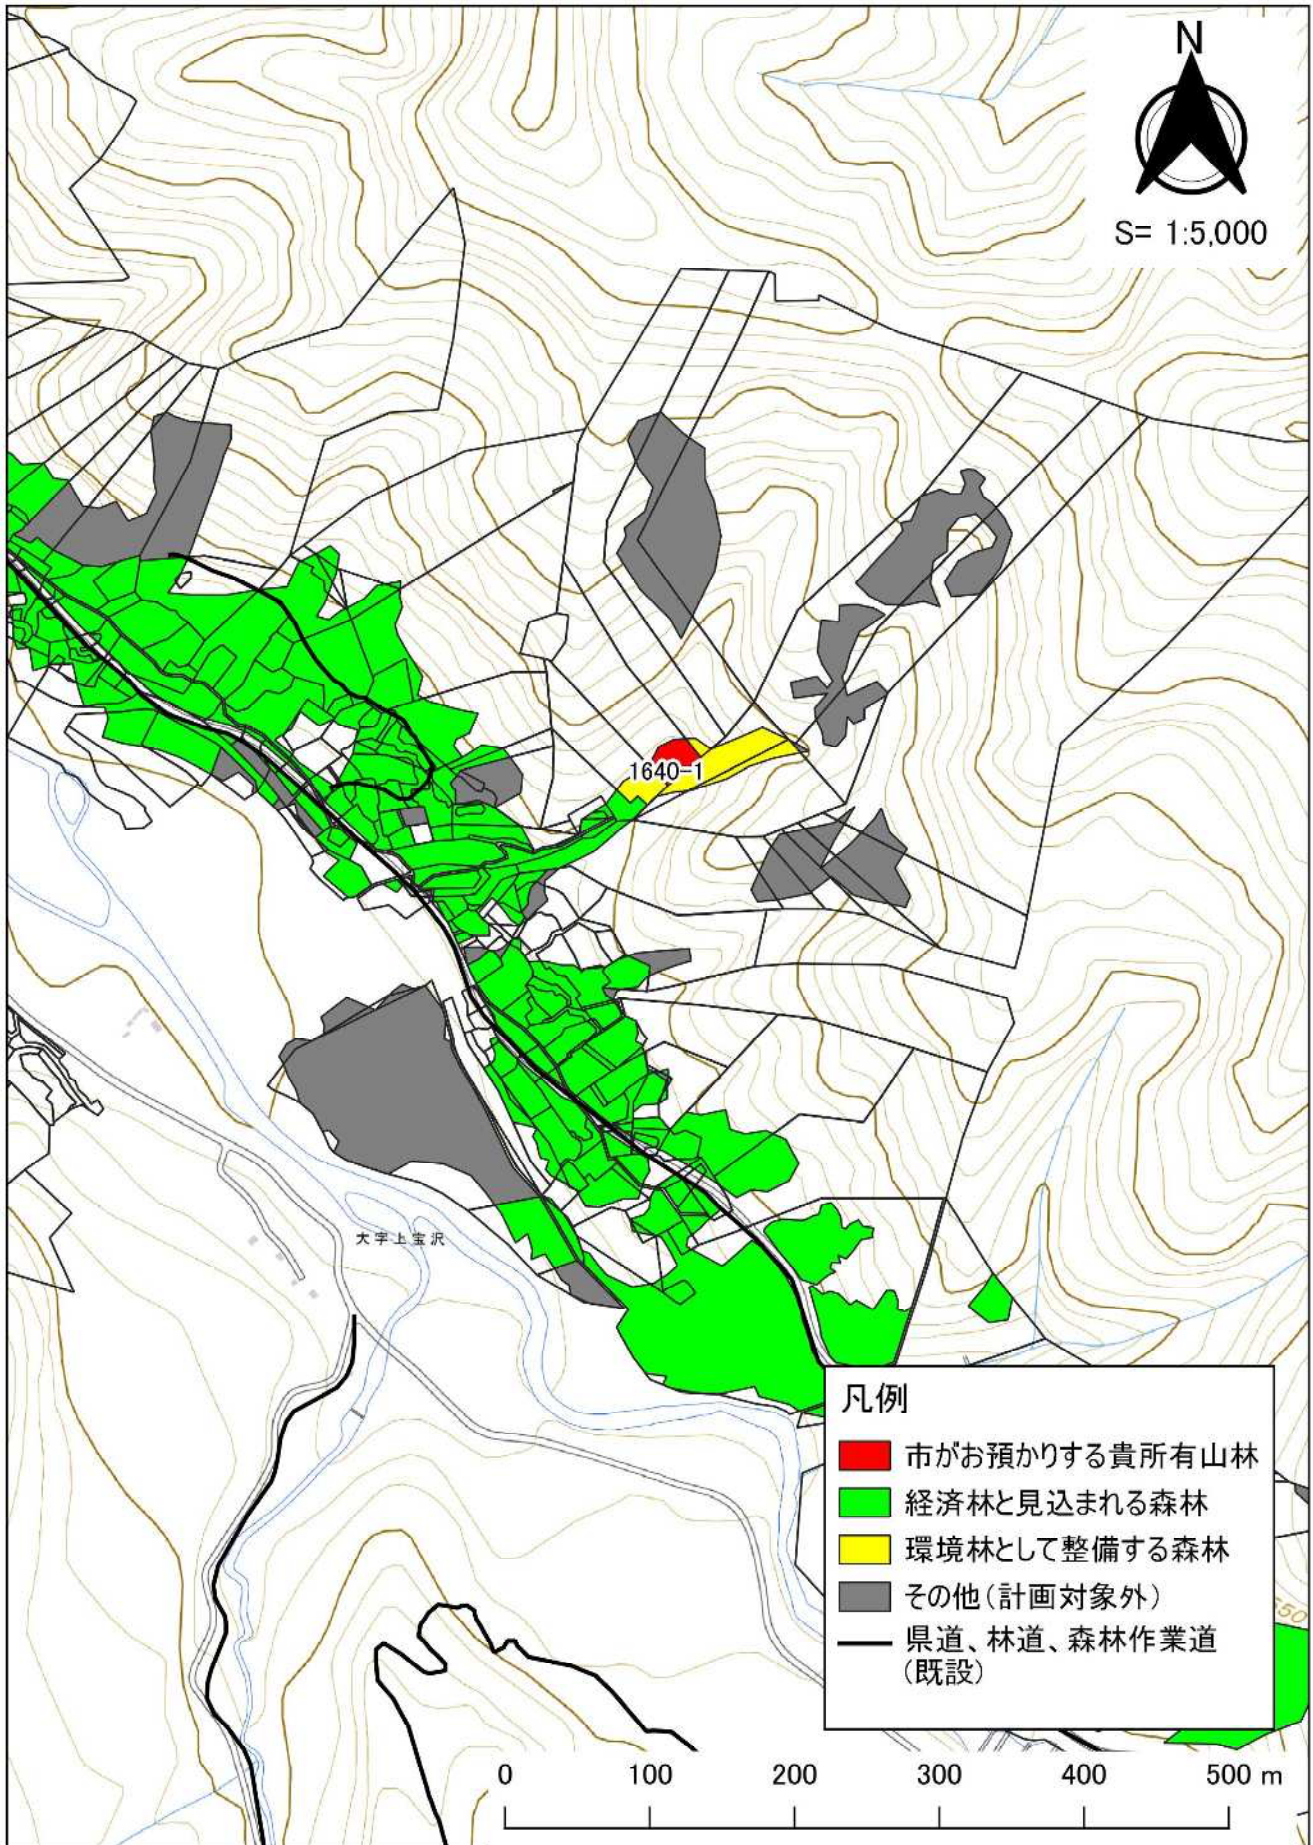 N
S= 1:5,000
1640-1
大字上宝沢
凡例
市がお預かりする貴所有山林
経済林と見込まれる森林
環境林として整備する森林
その他(計画対象外)
県道、林道、森林作業道
(既設)
550
0 100 200 300 400 500 m